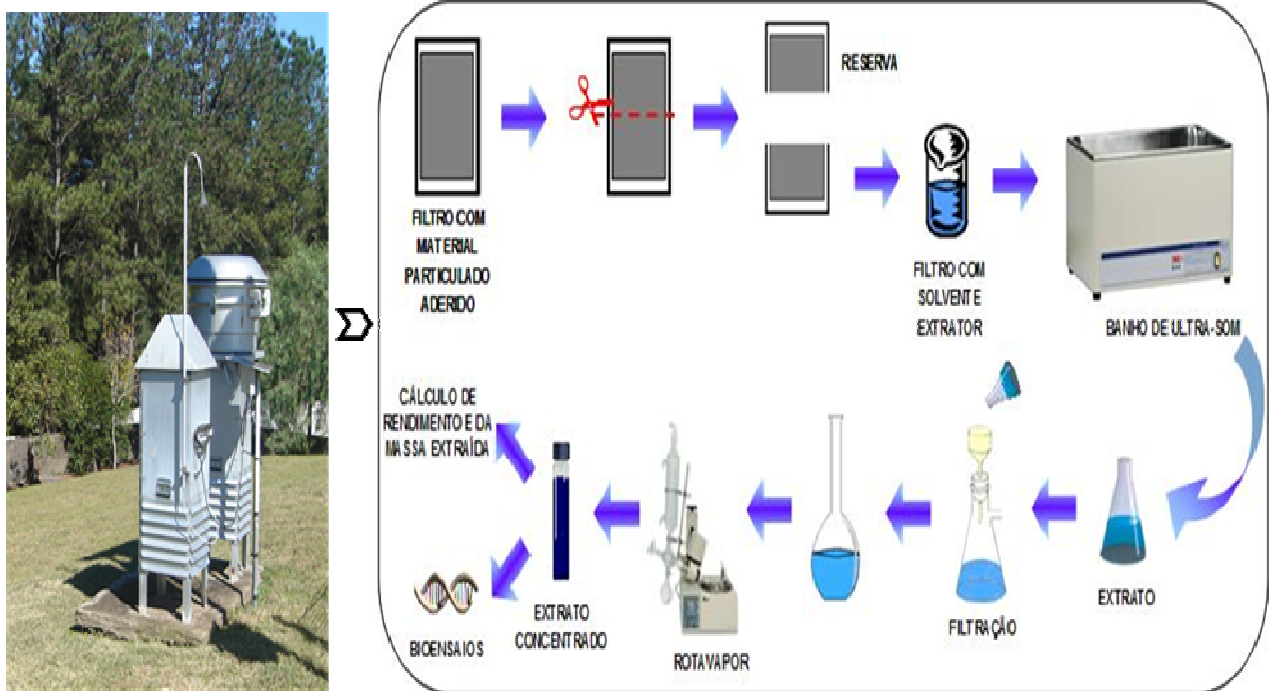 FILTRO COM
MATERIAL
PARTICULADO
ADERIDO
RESERVA
FILTRO COM
SOLVENTE
EXTRATOR
BANHO DE ULTRA-SOM
EXTRATO
FILTRAÇÃO
ROTAVAPOR
EXTRATO
CONCENTRADO
CÁLCULO DE
RENDIMENTO E DA
MASSA EXTRAÍDA
BIOENSAIOS